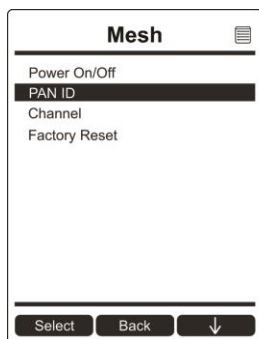 Mesh
Power On/Off
PAN ID
Channel
Factory Reset
Select Back ↓